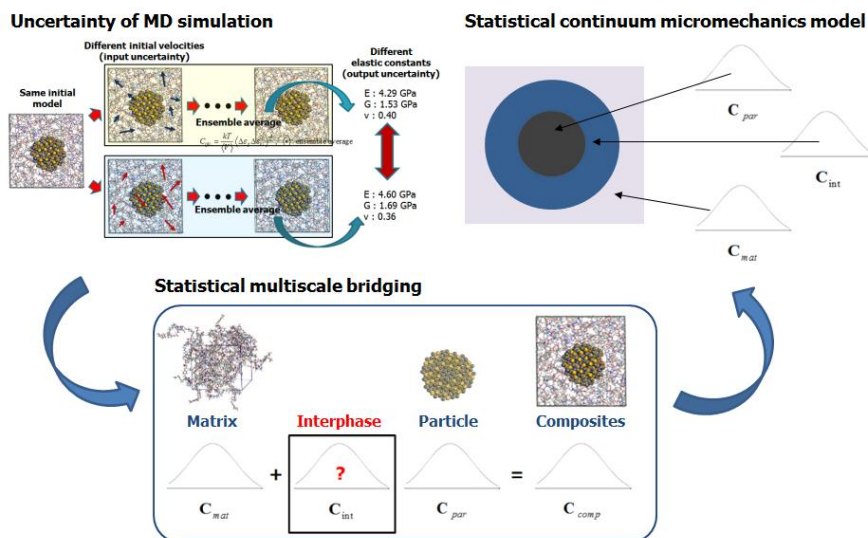 Uncertainty of MD simulation
Different initial velocities
(input uncertainty)
Different
elastic constants
(output uncertainty)
Same initial
model
Ensemble average
E : 4.29 GPa
G : 1.53 GPa
v : 0.40
ensemble average
Ensemble average
E : 4.60 GPa
G : 1.69 GPa
v : 0.36
Statistical continuum micromechanics model
C par
C int
C mat
Statistical multiscale bridging
Matrix
Interphase
Particle
Composites
+
?
=
C mat
C int
C par
C comp